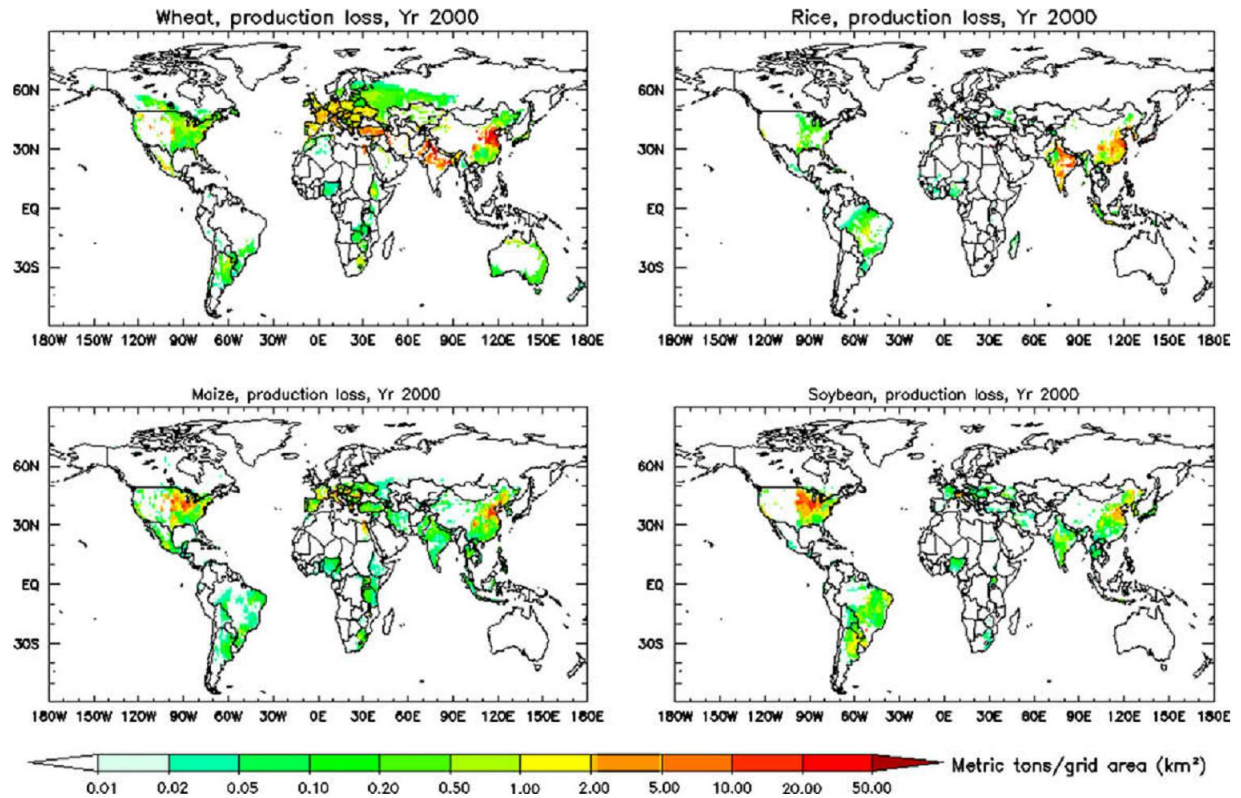 Wheat, production loss, Yr 2000
60N
30N
EQ
30S
180W 150W 120W 90W 60W 30W 0E 30E 60E 90E 120E 150E 180E
Rice, production loss, Yr 2000
60N
30N
EQ
30S
180W 150W 120W 90W 60W 30W 0E 30E 60E 90E 120E 150E 180E
Maize, production loss, Yr 2000
60N
30N
EQ
30S
180W 150W 120W 90W 60W 30W 0E 30E 60E 90E 120E 150E 180E
Soybean, production loss, Yr 2000
60N
30N
EQ
30S
180W 150W 120W 90W 60W 30W 0E 30E 60E 90E 120E 150E 180E
0.01 0.02 0.05 0.10 0.20 0.50 1.00 2.00 5.00 10.00 20.00 50.00
Metric tons/grid area (km²)